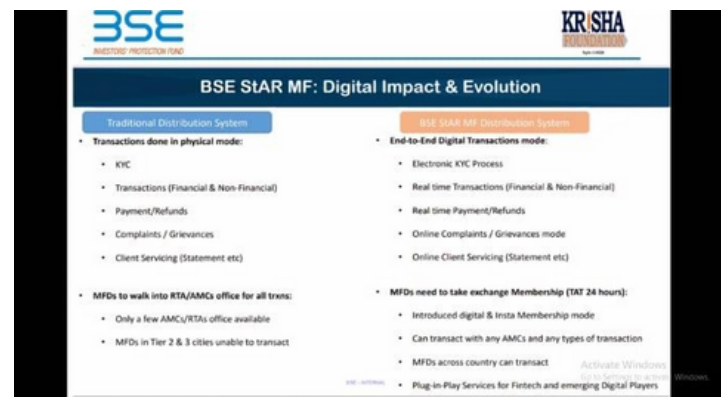 BSE
INVESTORS' PROTECTION FUND
KRISHA
FOUNDATION
BSE StAR MF: Digital Impact & Evolution
Traditional Distribution System
• Transactions done in physical mode:
• KYC
• Transactions (Financial & Non-Financial)
• Payment/Refunds
• Complaints / Grievances
• Client Servicing (Statement etc)
• MFDs to walk into RTA/AMCs office for all trxns:
• Only a few AMCs/RTAs office available
• MFDs in Tier 2 & 3 cities unable to transact
BSE StAR MF Distribution System
• End-to-End Digital Transactions mode:
• Electronic KYC Process
• Real time Transactions (Financial & Non-Financial)
• Real time Payment/Refunds
• Online Complaints / Grievances mode
• Online Client Servicing (Statement etc)
• MFDs need to take exchange Membership (TAT 24 hours):
• Introduced digital & Insta Membership mode
• Can transact with any AMCs and any types of transaction
• MFDs across country can transact
• Plug-in-Play Services for Fintech and emerging Digital Players
Activate Windows
Go to Settings to activate Windows.
BSE - INTERNAL